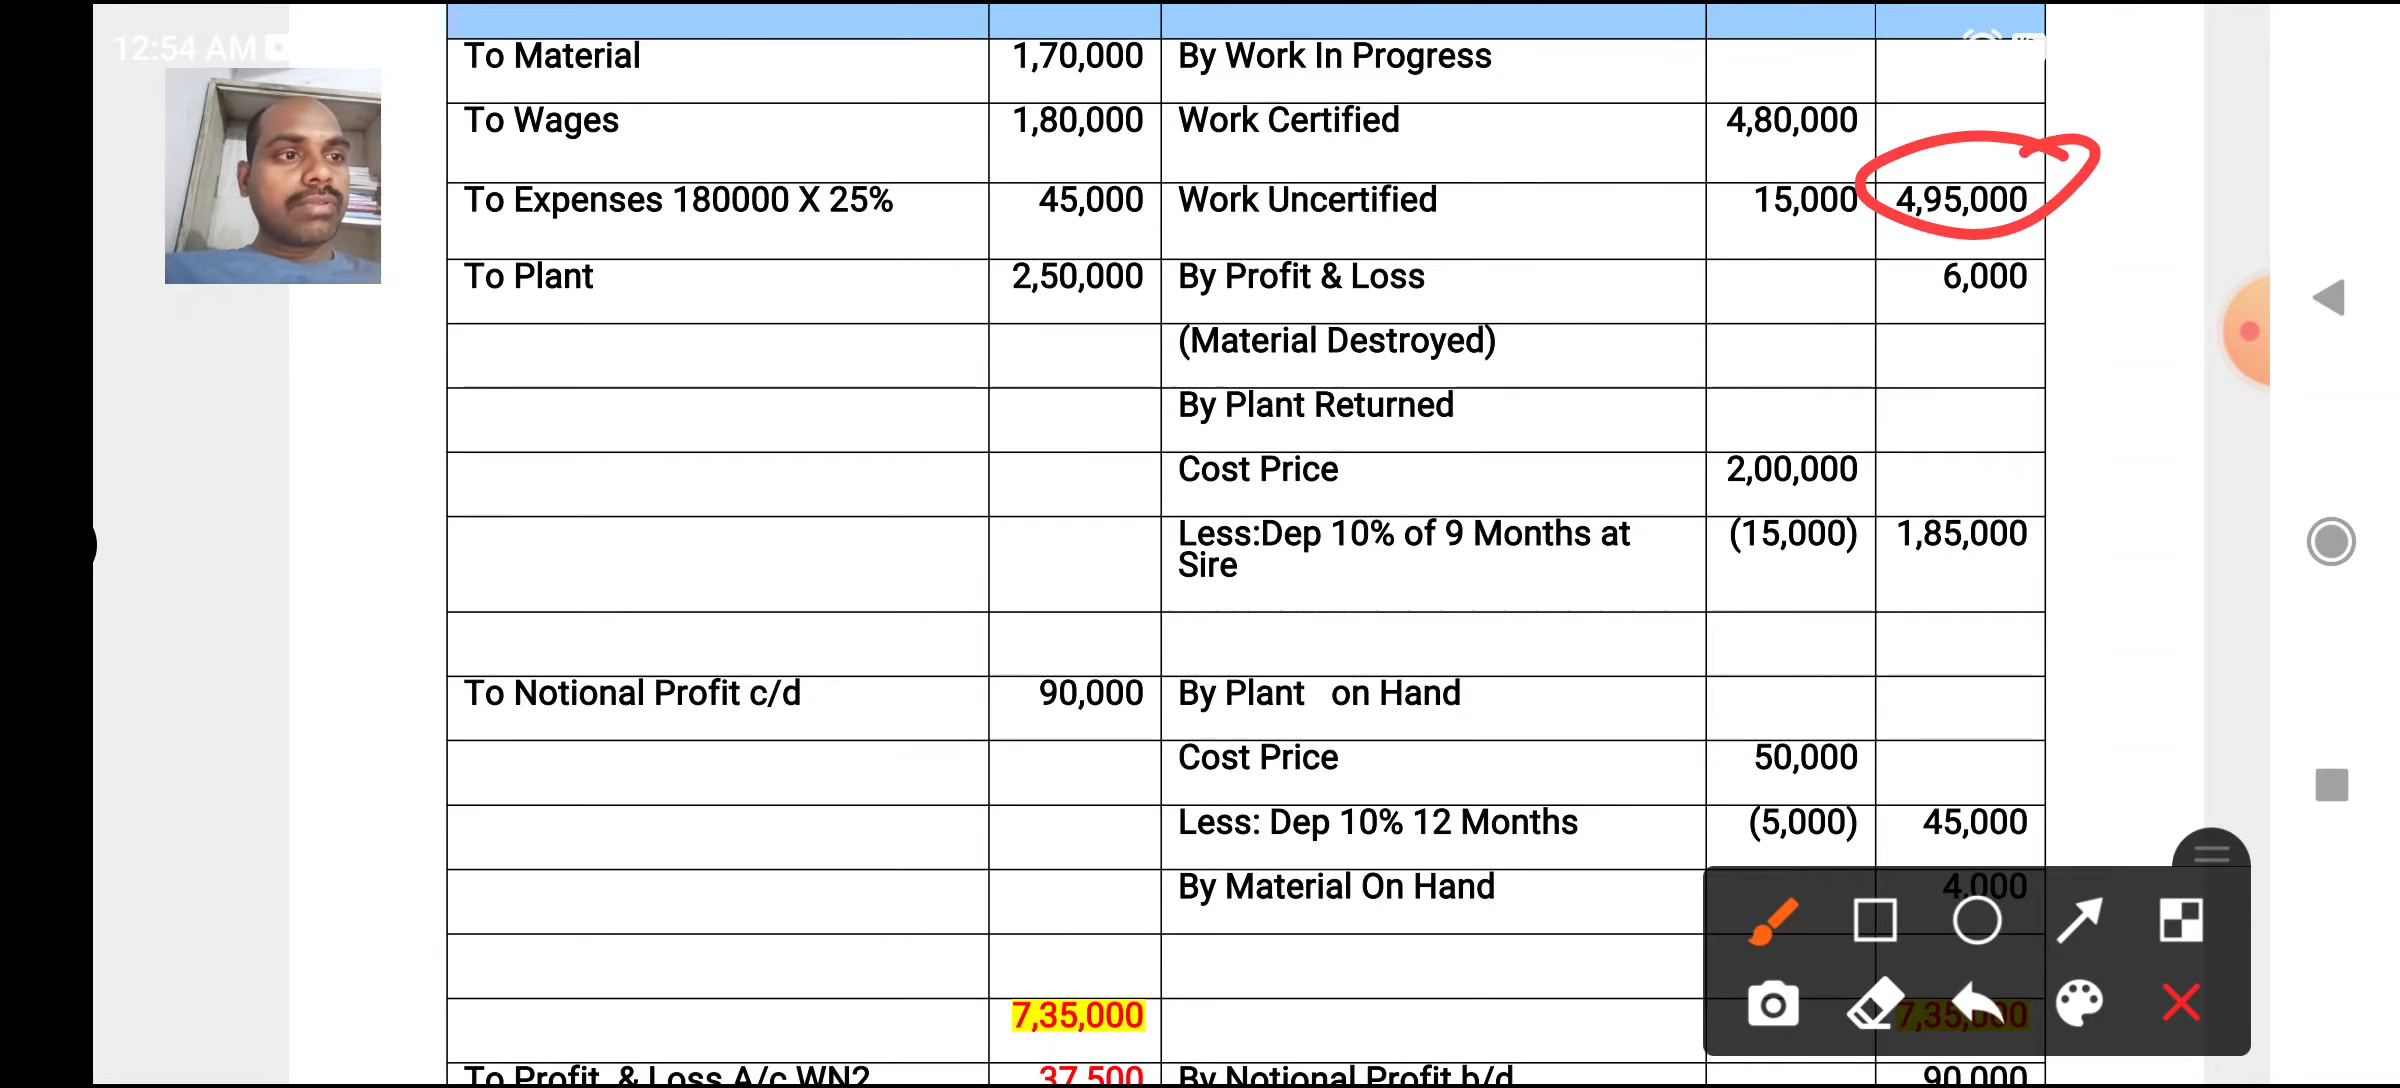 12:54 AM
To Material 1,70,000 By Work In Progress
To Wages 1,80,000 Work Certified 4,80,000
To Expenses 180000 X 25% 45,000 Work Uncertified 15,000 4,95,000
To Plant 2,50,000 By Profit & Loss 6,000
(Material Destroyed)
By Plant Returned
Cost Price 2,00,000
Less:Dep 10% of 9 Months at (15,000) 1,85,000
Sire
To Notional Profit c/d 90,000 By Plant on Hand
Cost Price 50,000
Less: Dep 10% 12 Months (5,000) 45,000
By Material On Hand 4,000
7,35,000 7,35,000
To Profit & Loss A/c WN2 37,500 By Notional Profit b/d 90,000